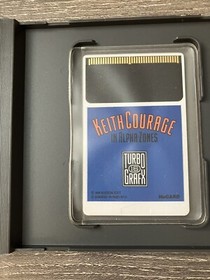 KEITH COURAGE
IN ALPHA ZONES
TURBO
GRAFX